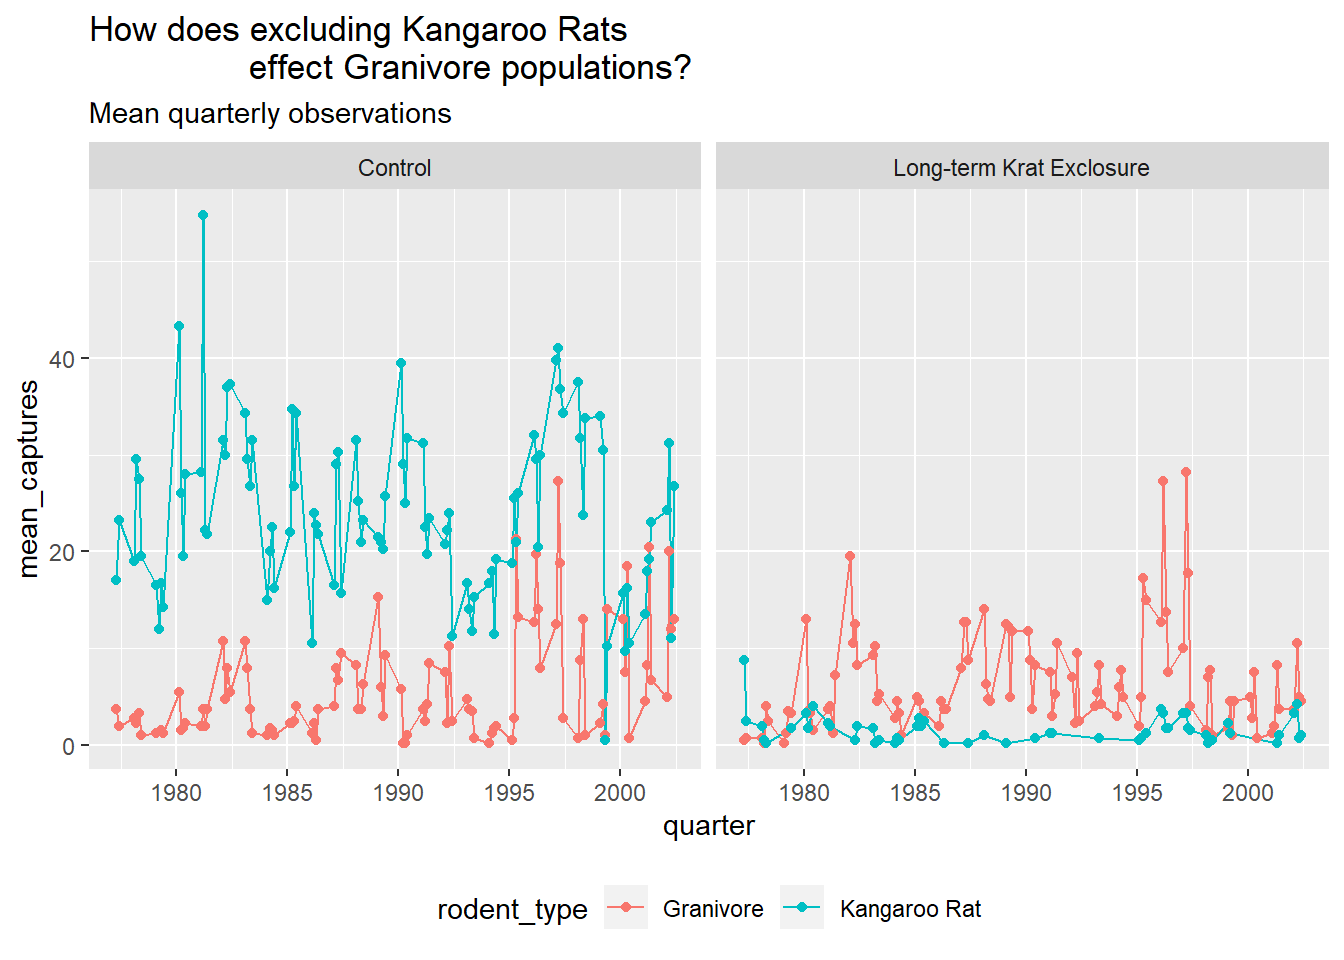 How does excluding Kangaroo Rats
effect Granivore populations?
Mean quarterly observations
Control
Long-term Krat Exclosure
mean_captures
40
20
0
1980 1985 1990 1995 2000
1980 1985 1990 1995 2000
quarter
rodent_type Granivore Kangaroo Rat